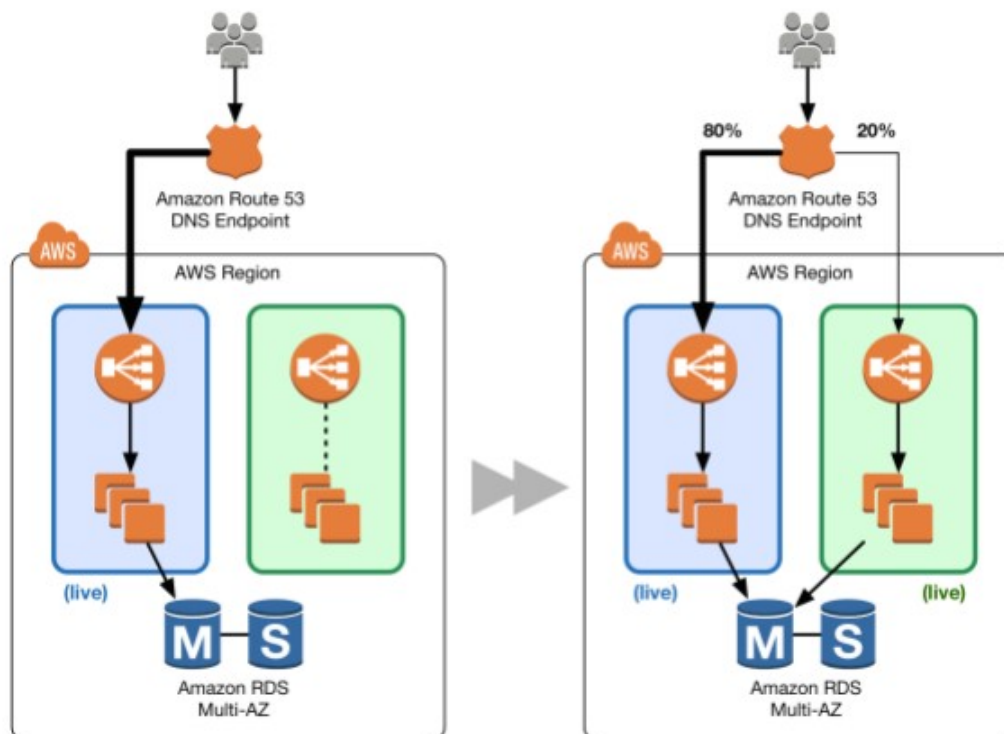 Amazon Route 53
DNS Endpoint
AWS
AWS Region
(live)
M S
Amazon RDS
Multi-AZ
80% 20%
Amazon Route 53
DNS Endpoint
AWS
AWS Region
(live) (live)
M S
Amazon RDS
Multi-AZ